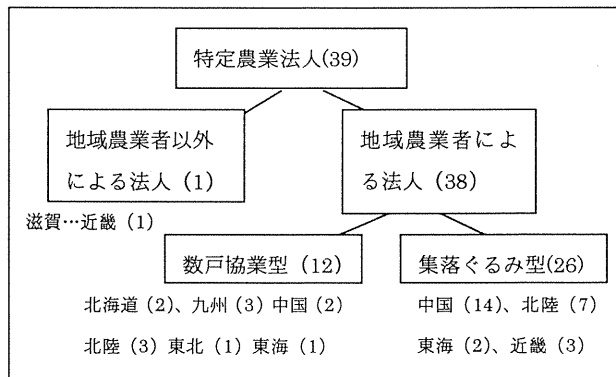 特定農業法人(39)
地域農業者以外
による法人(1)
地域農業者によ
る法人(38)
滋賀…近畿(1)
数戸協業型(12)
集落ぐるみ型(26)
北海道(2)、九州(3)中国(2)
北陸(3)東北(1)東海(1)
中国(14)、北陸(7)
東海(2)、近畿(3)